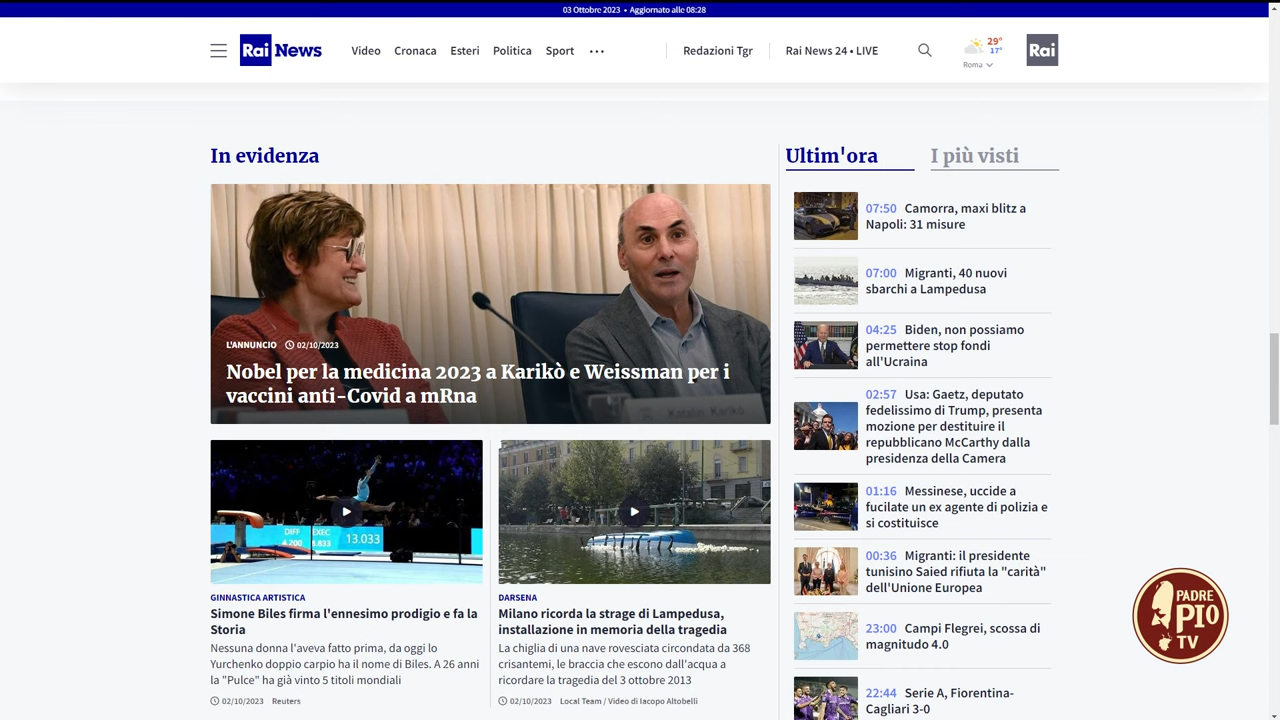 03 Ottobre 2023 • Aggiornato alle 08:28
Rai News
Video Cronaca Esteri Politica Sport ••• Redazioni Tgr Rai News 24 • LIVE
29°
17°
Roma
Rai
In evidenza
L'ANNUNCIO 02/10/2023
Nobel per la medicina 2023 a Karikò e Weissman per i
vaccini anti-Covid a mRna
Katalin Karikó
DIFF EXEC
4.200 8.833 13.033
GINNASTICA ARTISTICA
Simone Biles firma l'ennesimo prodigio e fa la
Storia
Nessuna donna l'aveva fatto prima, da oggi lo
Yurchenko doppio carpio ha il nome di Biles. A 26 anni
la "Pulce" ha già vinto 5 titoli mondiali
02/10/2023 Reuters
DARSENA
Milano ricorda la strage di Lampedusa,
installazione in memoria della tragedia
La chiglia di una nave rovesciata circondata da 368
crisantemi, le braccia che escono dall'acqua a
ricordare la tragedia del 3 ottobre 2013
02/10/2023 Local Team / Video di Iacopo Altobelli
Ultim'ora I più visti
07:50 Camorra, maxi blitz a
Napoli: 31 misure
07:00 Migranti, 40 nuovi
sbarchi a Lampedusa
04:25 Biden, non possiamo
permettere stop fondi
all'Ucraina
02:57 Usa: Gaetz, deputato
fedelissimo di Trump, presenta
mozione per destituire il
repubblicano McCarthy dalla
presidenza della Camera
01:16 Messinese, uccide a
fucilate un ex agente di polizia e
si costituisce
00:36 Migranti: il presidente
tunisino Saied rifiuta la "carità"
dell'Unione Europea
23:00 Campi Flegrei, scossa di
magnitudo 4.0
22:44 Serie A, Fiorentina-
Cagliari 3-0
PADRE
PIO
TV